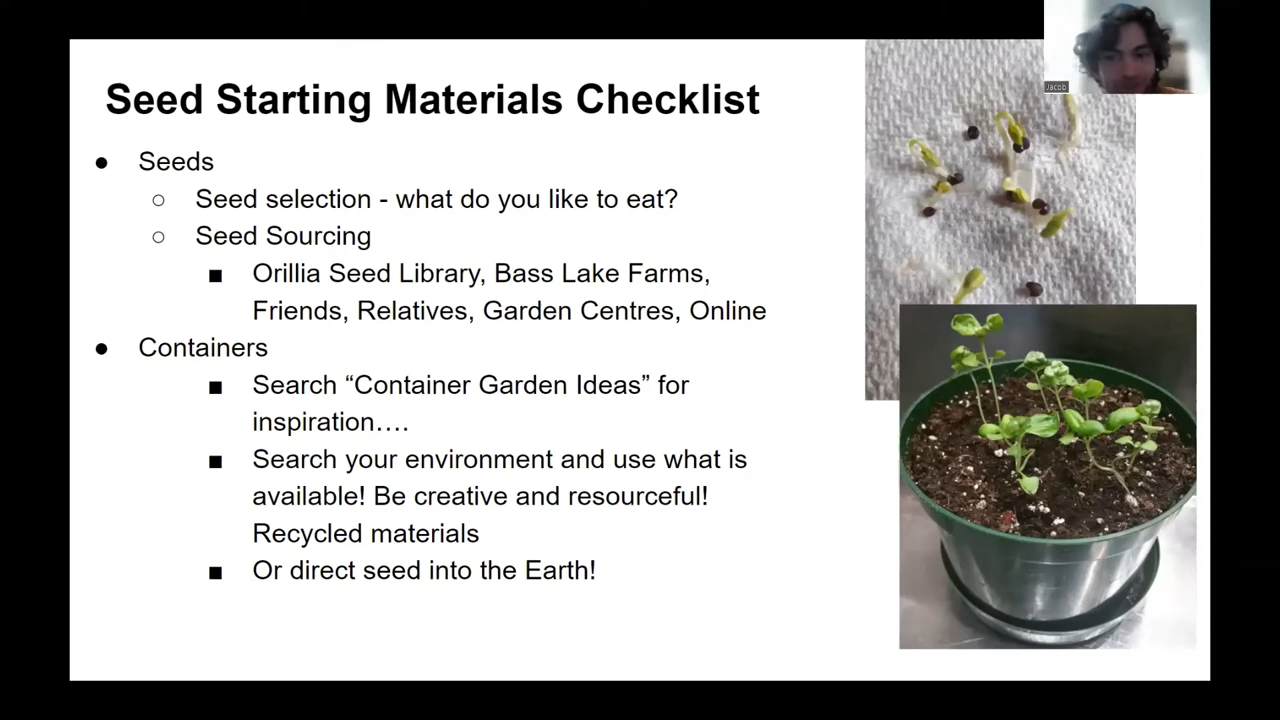 Seed Starting Materials Checklist
● Seeds
○ Seed selection - what do you like to eat?
○ Seed Sourcing
■ Orillia Seed Library, Bass Lake Farms,
Friends, Relatives, Garden Centres, Online
● Containers
■ Search “Container Garden Ideas” for
inspiration….
■ Search your environment and use what is
available! Be creative and resourceful!
Recycled materials
■ Or direct seed into the Earth!
Jacob